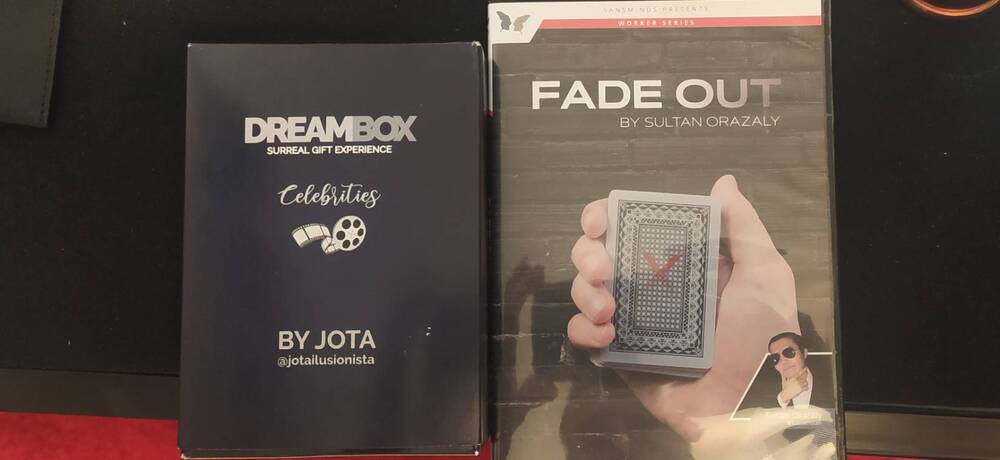 DREAMBOX
SURREAL GIFT EXPERIENCE
Celebrities
BY JOTA
@jotailusionista
SANSMINDS PRESENTS
WORKER SERIES
FADE OUT
BY SULTAN ORAZALY